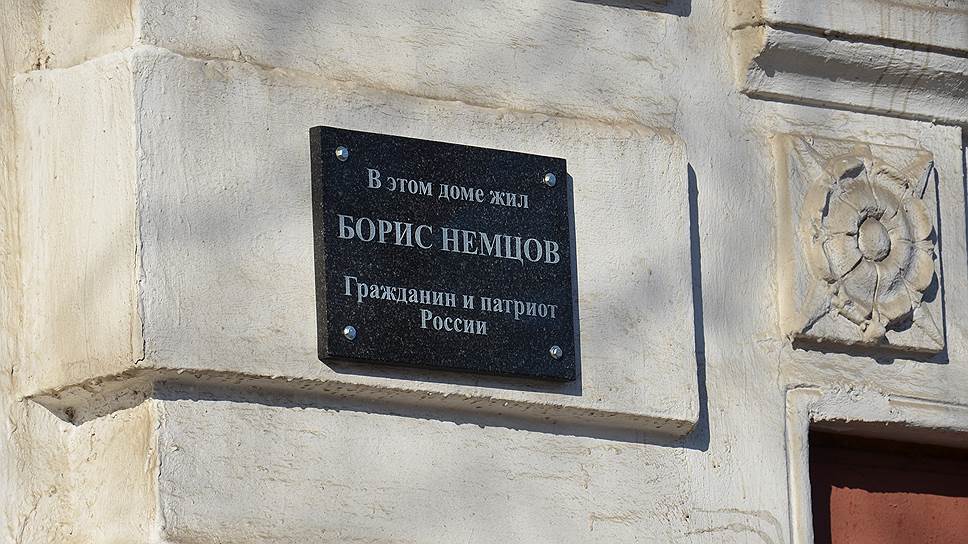 В этом доме жил
БОРИС НЕМЦОВ
Гражданин и патриот
России